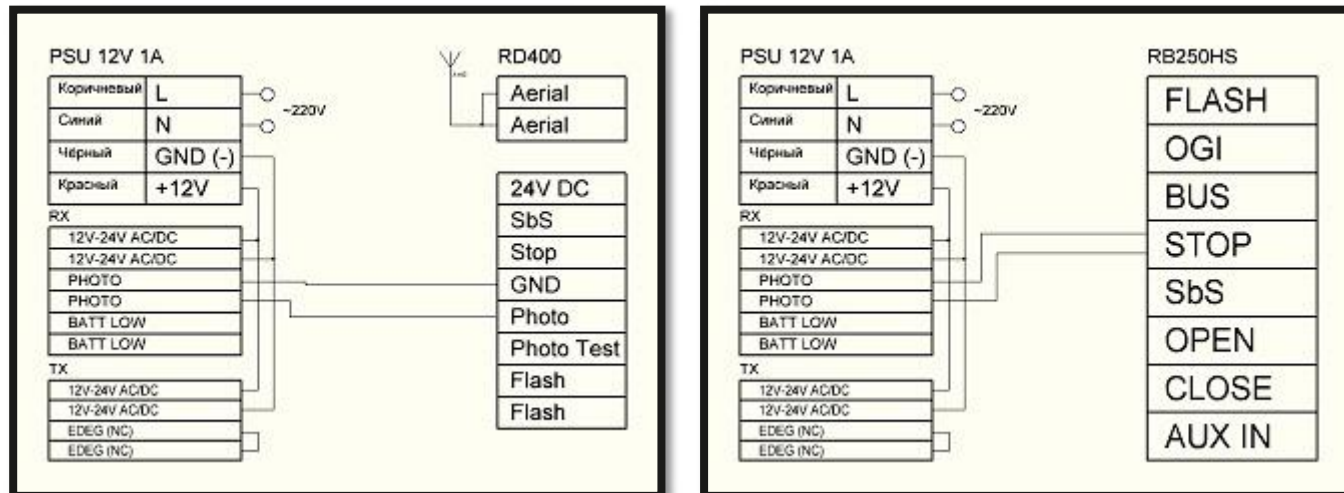 PSU 12V 1A
Коричневый L
Синий N
~220V
Чёрный GND (-)
Красный +12V
RX
12V-24V AC/DC
12V-24V AC/DC
PHOTO
PHOTO
BATT LOW
BATT LOW
TX
12V-24V AC/DC
12V-24V AC/DC
EDEG (NC)
EDEG (NC)
RD400
Aerial
Aerial
24V DC
SbS
Stop
GND
Photo
Photo Test
Flash
Flash
PSU 12V 1A
Коричневый L
Синий N
~220V
Чёрный GND (-)
Красный +12V
RX
12V-24V AC/DC
12V-24V AC/DC
PHOTO
PHOTO
BATT LOW
BATT LOW
TX
12V-24V AC/DC
12V-24V AC/DC
EDEG (NC)
EDEG (NC)
RB250HS
FLASH
OGI
BUS
STOP
SbS
OPEN
CLOSE
AUX IN